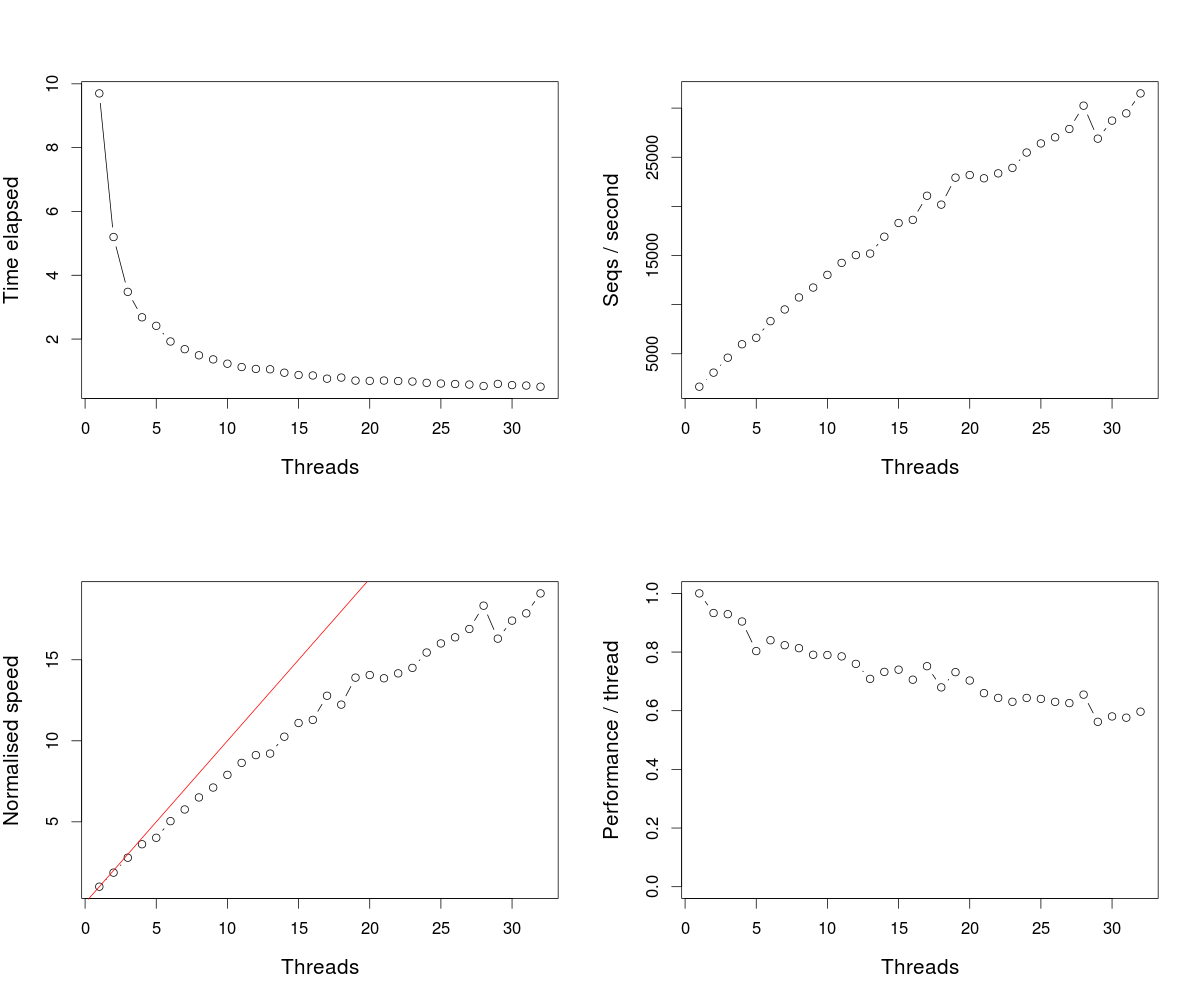 Time elapsed
10
8
6
4
2
0 5 10 15 20 25 30
Threads
Seqs / second
25000
15000
5000
0 5 10 15 20 25 30
Threads
Normalised speed
15
10
5
0 5 10 15 20 25 30
Threads
Performance / thread
1.0
0.8
0.6
0.4
0.2
0.0
0 5 10 15 20 25 30
Threads